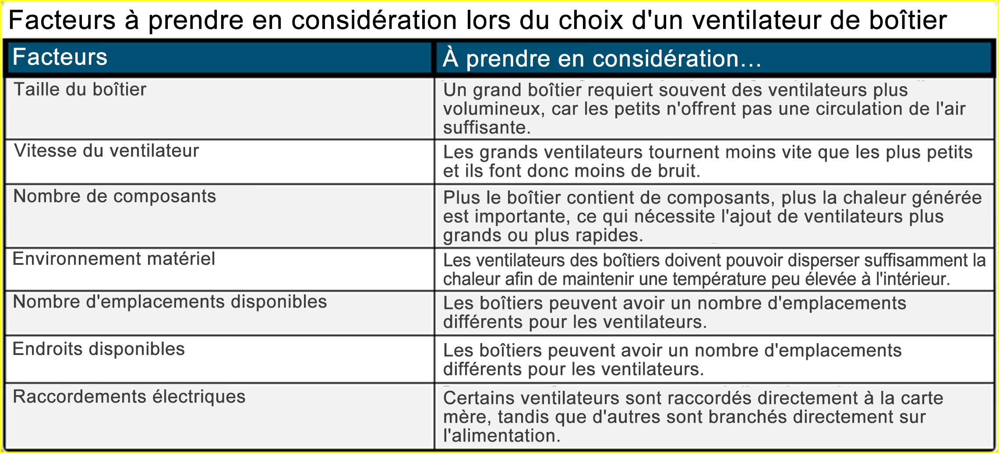 Facteurs à prendre en considération lors du choix d'un ventilateur de boîtier
Facteurs
À prendre en considération...
Taille du boîtier
Un grand boîtier requiert souvent des ventilateurs plus
volumineux, car les petits n'offrent pas une circulation de l'air
suffisante.
Vitesse du ventilateur
Les grands ventilateurs tournent moins vite que les plus petits
et ils font donc moins de bruit.
Nombre de composants
Plus le boîtier contient de composants, plus la chaleur générée
est importante, ce qui nécessite l'ajout de ventilateurs plus
grands ou plus rapides.
Environnement matériel
Les ventilateurs des boîtiers doivent pouvoir disperser suffisamment la
chaleur afin de maintenir une température peu élevée à l'intérieur.
Nombre d'emplacements disponibles
Les boîtiers peuvent avoir un nombre d'emplacements
différents pour les ventilateurs.
Endroits disponibles
Les boîtiers peuvent avoir un nombre d'emplacements
différents pour les ventilateurs.
Raccordements électriques
Certains ventilateurs sont raccordés directement à la carte
mère, tandis que d'autres sont branchés directement sur
l'alimentation.